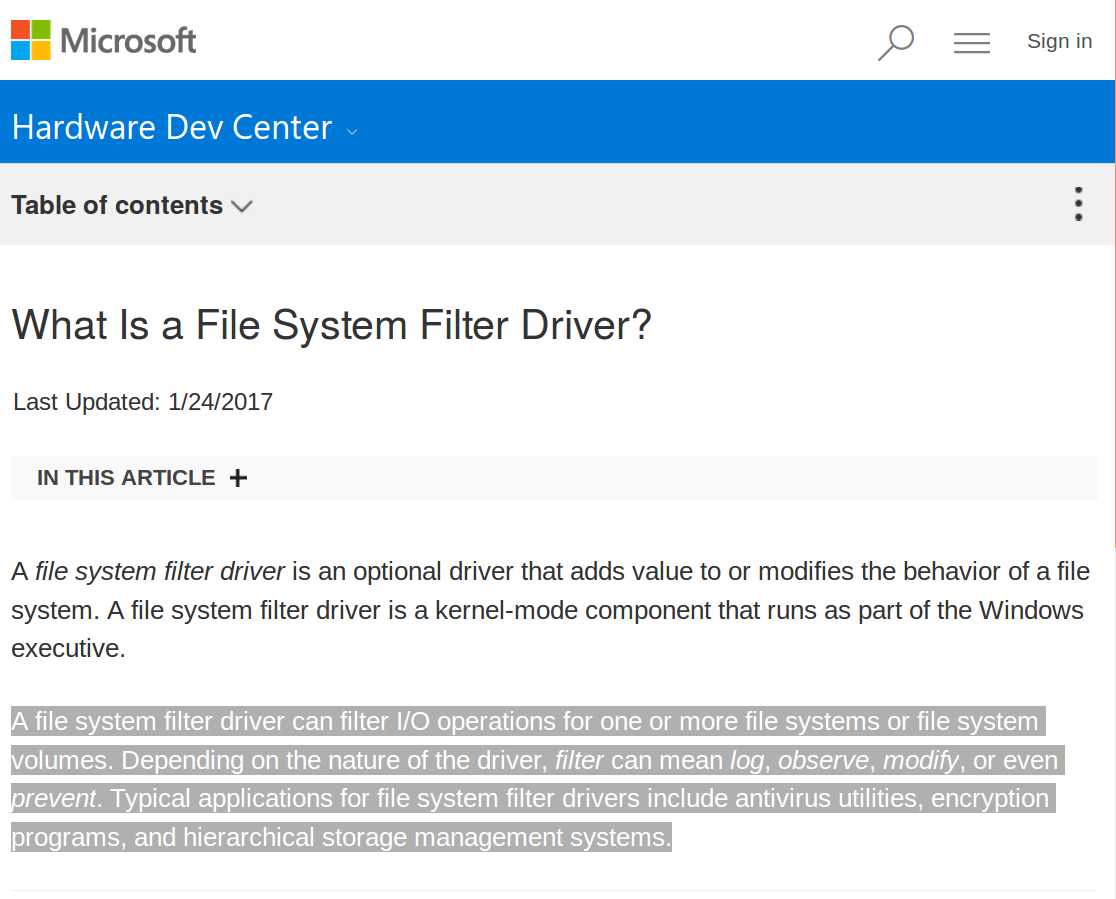 Microsoft
Sign in
Hardware Dev Center
Table of contents
What Is a File System Filter Driver?
Last Updated: 1/24/2017
IN THIS ARTICLE +
A file system filter driver is an optional driver that adds value to or modifies the behavior of a file
system. A file system filter driver is a kernel-mode component that runs as part of the Windows
executive.
A file system filter driver can filter I/O operations for one or more file systems or file system
volumes. Depending on the nature of the driver, filter can mean log, observe, modify, or even
prevent. Typical applications for file system filter drivers include antivirus utilities, encryption
programs, and hierarchical storage management systems.